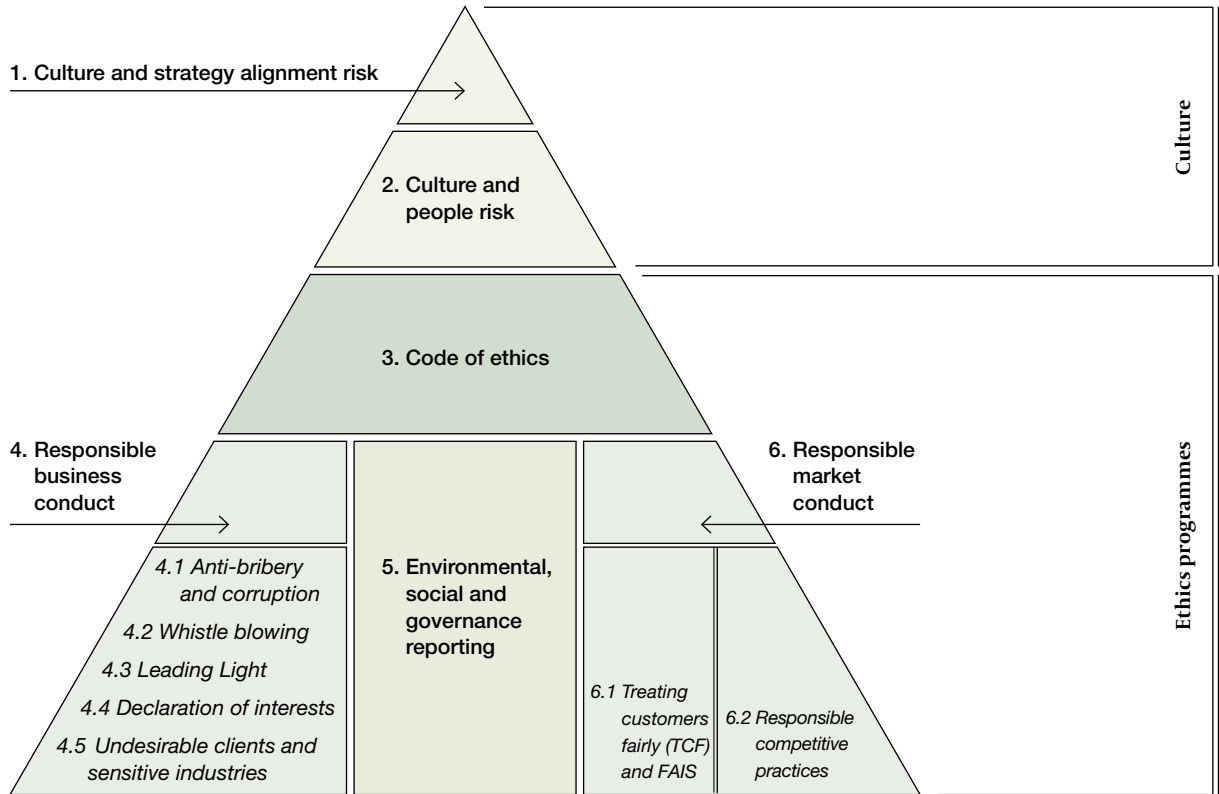 1. Culture and strategy alignment risk
Culture
2. Culture and
people risk
3. Code of ethics
4. Responsible
business
conduct
6. Responsible
market
conduct
Ethics programmes
4.1 Anti-bribery
and corruption
4.2 Whistle blowing
4.3 Leading Light
4.4 Declaration of interests
4.5 Undesirable clients and
sensitive industries
5. Environmental,
social and
governance
reporting
6.1 Treating
customers
fairly (TCF)
and FAIS
6.2 Responsible
competitive
practices